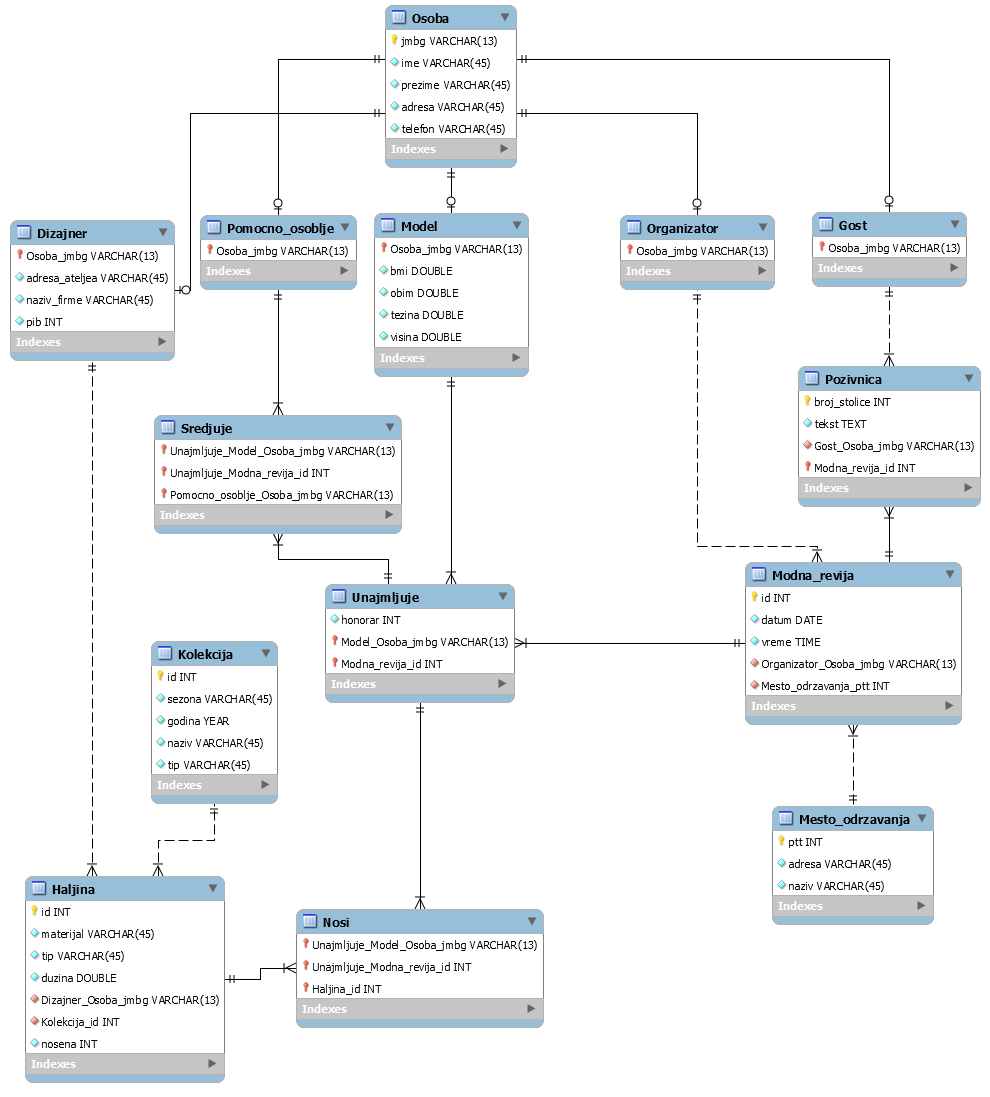 Osoba
jmbg VARCHAR(13)
ime VARCHAR(45)
prezime VARCHAR(45)
adresa VARCHAR(45)
telefon VARCHAR(45)
Indexes
Dizajner
Osoba_jmbg VARCHAR(13)
adresa_ateljea VARCHAR(45)
naziv_firme VARCHAR(45)
pib INT
Indexes
Pomocno_osoblje
Osoba_jmbg VARCHAR(13)
Indexes
Model
Osoba_jmbg VARCHAR(13)
bmi DOUBLE
obim DOUBLE
tezina DOUBLE
visina DOUBLE
Indexes
Organizator
Osoba_jmbg VARCHAR(13)
Indexes
Gost
Osoba_jmbg VARCHAR(13)
Indexes
Pozivnica
broj_stolice INT
tekst TEXT
Gost_Osoba_jmbg VARCHAR(13)
Modna_revija_id INT
Indexes
Sredjuje
Unajmljuje_Model_Osoba_jmbg VARCHAR(13)
Unajmljuje_Modna_revija_id INT
Pomocno_osoblje_Osoba_jmbg VARCHAR(13)
Indexes
Unajmljuje
honorar INT
Model_Osoba_jmbg VARCHAR(13)
Modna_revija_id INT
Indexes
Modna_revija
id INT
datum DATE
vreme TIME
Organizator_Osoba_jmbg VARCHAR(13)
Mesto_odrzavanja_ptt INT
Indexes
Kolekcija
id INT
sezona VARCHAR(45)
godina YEAR
naziv VARCHAR(45)
tip VARCHAR(45)
Indexes
Mesto_odrzavanja
ptt INT
adresa VARCHAR(45)
naziv VARCHAR(45)
Indexes
Haljina
id INT
materijal VARCHAR(45)
tip VARCHAR(45)
duzina DOUBLE
Dizajner_Osoba_jmbg VARCHAR(13)
Kolekcija_id INT
nosena INT
Indexes
Nosi
Unajmljuje_Model_Osoba_jmbg VARCHAR(13)
Unajmljuje_Modna_revija_id INT
Haljina_id INT
Indexes